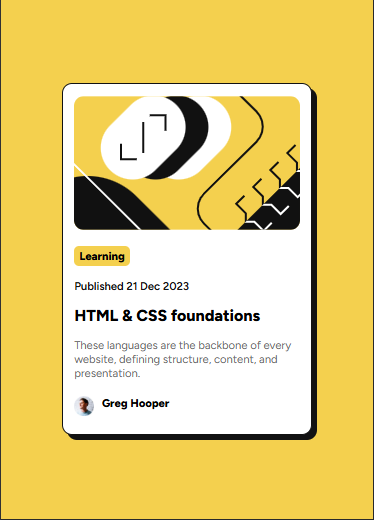 Learning
Published 21 Dec 2023
HTML & CSS foundations
These languages are the backbone of every
website, defining structure, content, and
presentation.
Greg Hooper